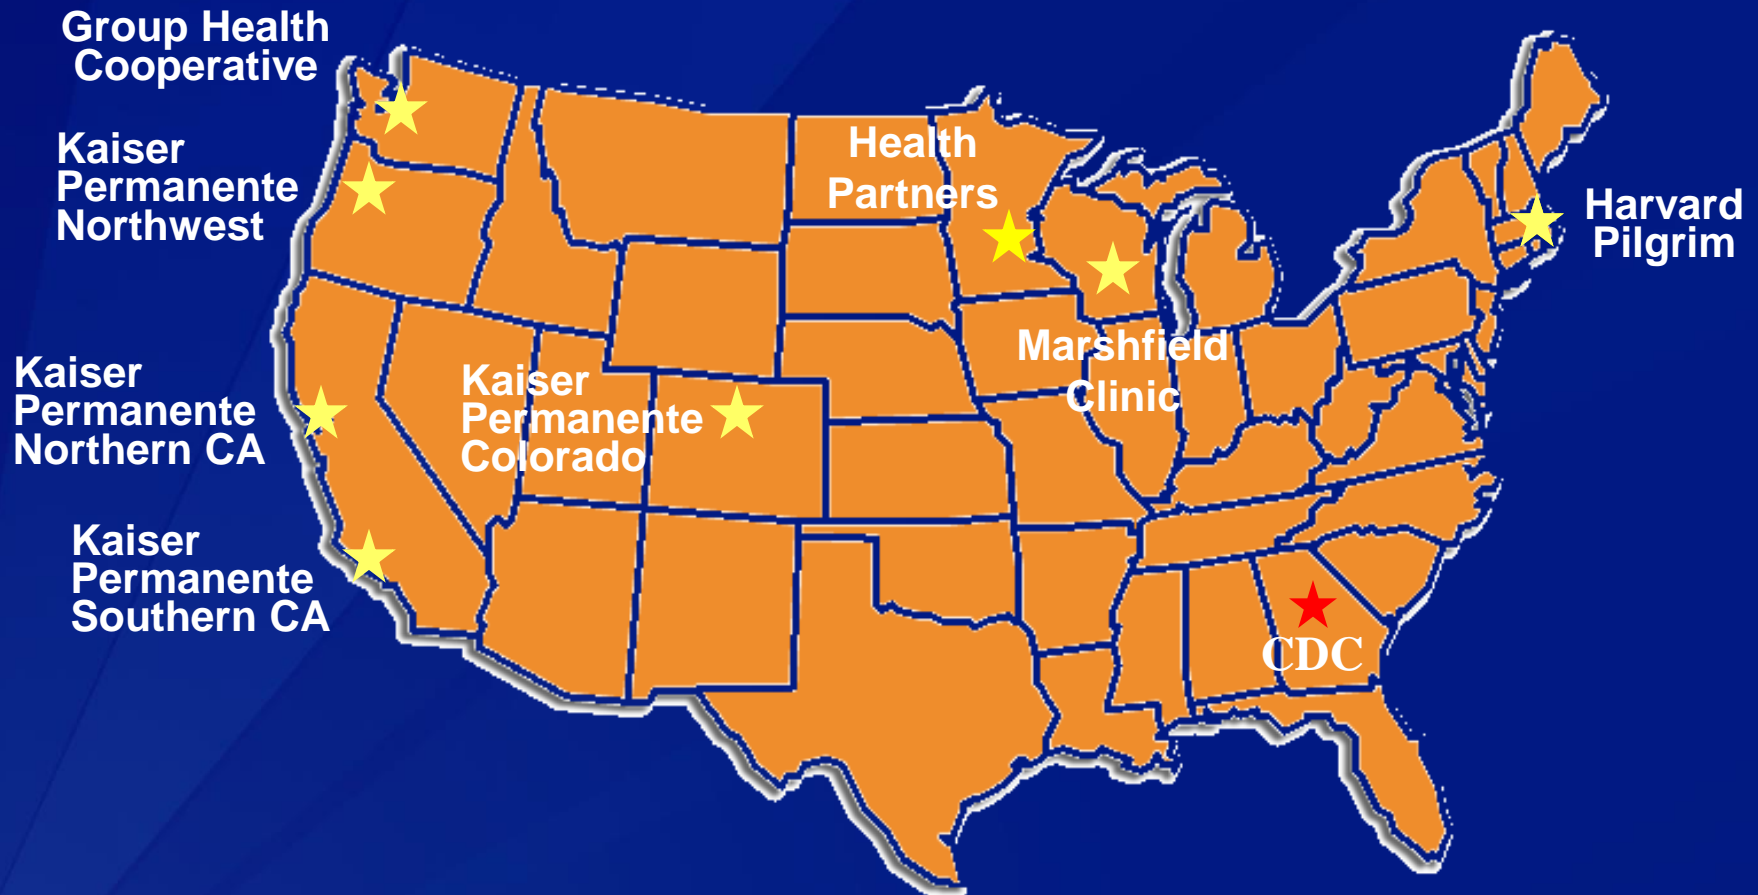 Group Health
Cooperative
Kaiser
Permanente
Northwest
Health
Partners
Harvard
Pilgrim
Marshfield
Clinic
Kaiser
Permanente
Northern CA
Kaiser
Permanente
Colorado
Kaiser
Permanente
Southern CA
CDC